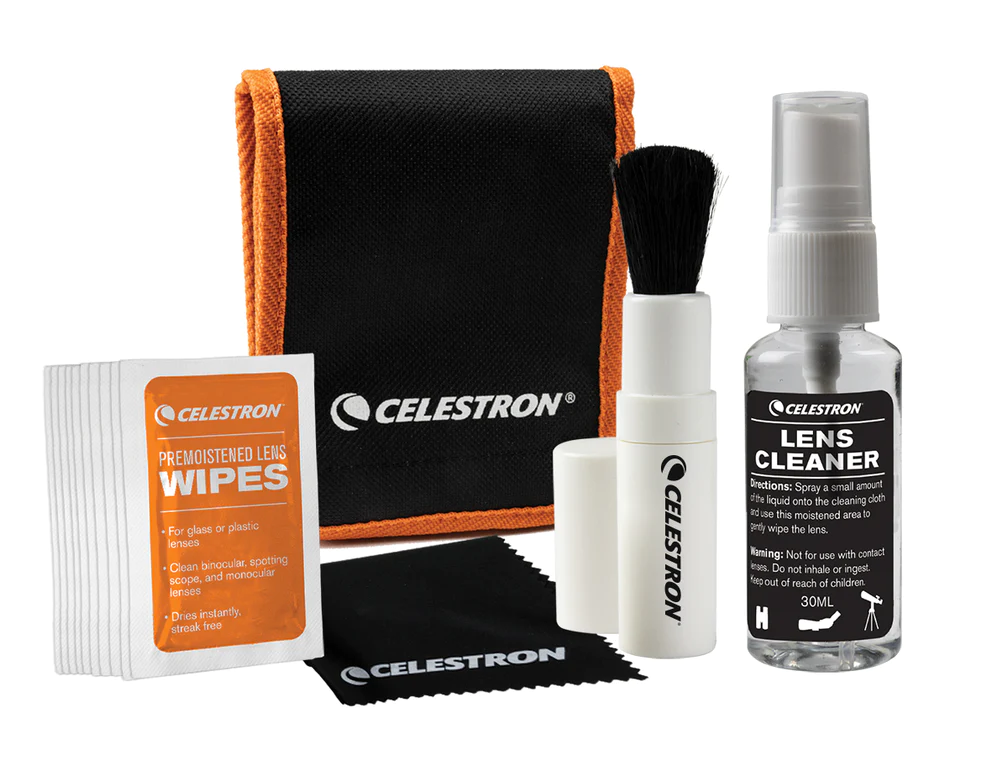 CELESTRON®
CELESTRON
PREMOISTENED LENS
WIPES
• For glass or plastic
lenses
• Clean binocular, spotting
scope, and monocular
lenses
• Dries instantly,
streak free
CELESTRON
CELESTRON
CELESTRON
LENS
CLEANER
Directions: Spray a small amount
of the liquid onto the cleaning cloth
and use this moistened area to
gently wipe the lens.
Warning: Not for use with contact
lenses. Do not inhale or ingest.
Keep out of reach of children.
30ML